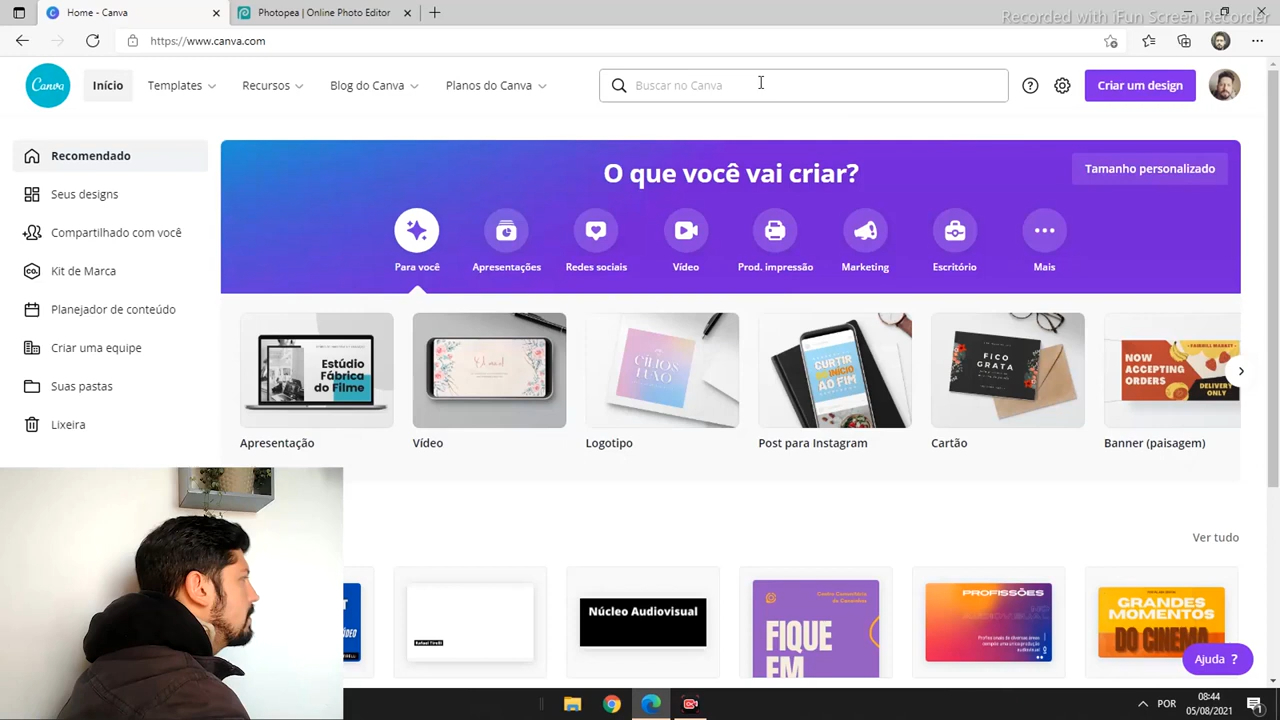 Home - Canva
Photopea | Online Photo Editor
Recorded with iFun Screen Recorder
https://www.canva.com
Canva
Início
Templates
Recursos
Blog do Canva
Planos do Canva
Buscar no Canva
Criar um design
Recomendado
Seus designs
Compartilhado com você
Kit de Marca
Planejador de conteúdo
Criar uma equipe
Suas pastas
Lixeira
O que você vai criar?
Tamanho personalizado
Para você
Apresentações
Redes sociais
Vídeo
Prod. impressão
Marketing
Escritório
Mais
Estúdio
Fábrica
do Filme
CURTIR
INÍCIO
AO FIM
FICO
GRATA
NOW
ACCEPTING
ORDERS
FAIRHILL MARKET
DELIVERY
ONLY
Apresentação
Vídeo
Logotipo
Post para Instagram
Cartão
Banner (paisagem)
Ver tudo
Rafael Tirelli
Núcleo Audiovisual
FIQUE
EM
PROFISSÕES
GRANDES
MOMENTOS
DO CINEMA
Ajuda ?
POR
08:44
05/08/2021